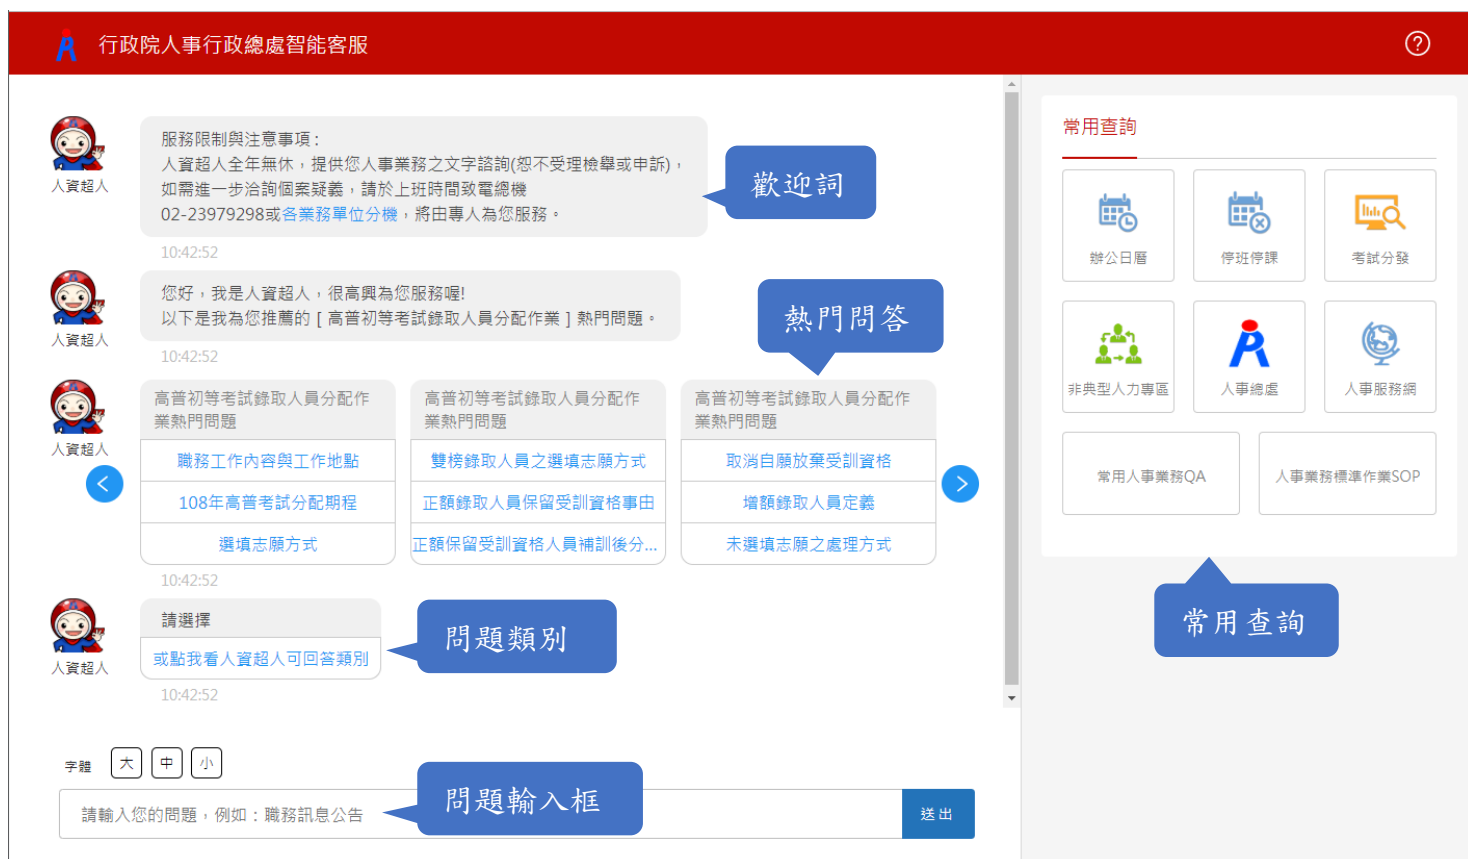 行政院人事行政總處智能客服
服務限制與注意事項：
人資超人全年無休，提供您人事業務之文字諮詢(恕不受理檢舉或申訴)，
如需進一步洽詢個案疑義，請於上班時間致電總機
02-23979298或各業務單位分機，將由專人為您服務。
人資超人
10:42:52
歡迎詞
您好，我是人資超人，很高興為您服務喔!
以下是我為您推薦的 [ 高普初等考試錄取人員分配作業 ] 熱門問題。
人資超人
10:42:52
熱門問答
高普初等考試錄取人員分配作
業熱門問題
職務工作內容與工作地點
108年高普考試分配期程
選填志願方式
高普初等考試錄取人員分配作
業熱門問題
雙榜錄取人員之選填志願方式
正額錄取人員保留受訓資格事由
正額保留受訓資格人員補訓後分...
高普初等考試錄取人員分配作
業熱門問題
取消自願放棄受訓資格
增額錄取人員定義
未選填志願之處理方式
人資超人
10:42:52
請選擇
或點我看人資超人可回答類別
人資超人
10:42:52
問題類別
字體 大 中 小
請輸入您的問題，例如：職務訊息公告
問題輸入框
送出
常用查詢
辦公日曆
停班停課
考試分發
非典型人力專區
人事總處
人事服務網
常用人事業務QA
人事業務標準作業SOP
常用查詢